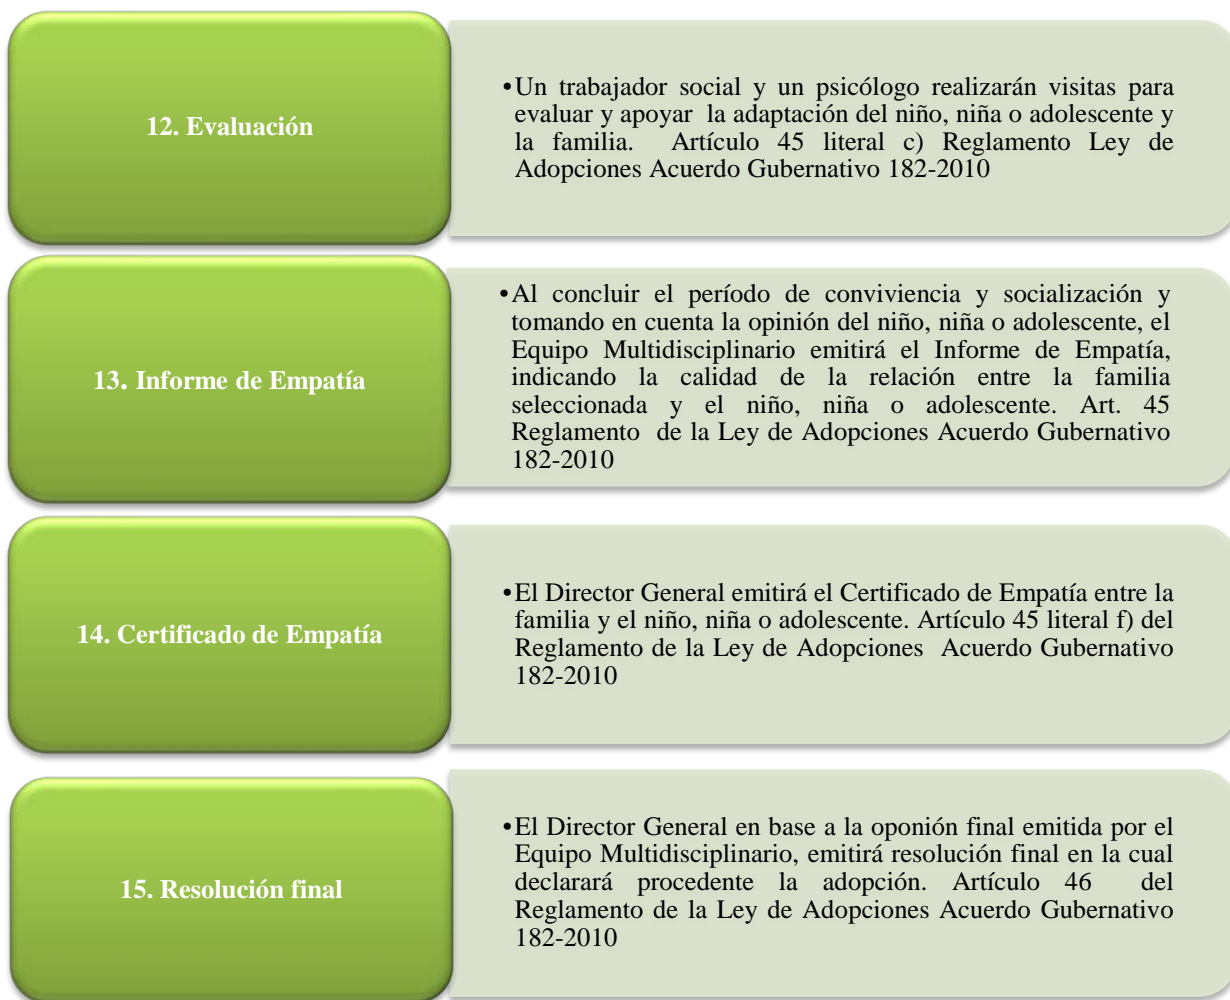 12. Evaluación
•Un trabajador social y un psicólogo realizarán visitas para
evaluar y apoyar la adaptación del niño, niña o adolescente y
la familia. Artículo 45 literal c) Reglamento Ley de
Adopciones Acuerdo Gubernativo 182-2010
13. Informe de Empatía
•Al concluir el período de conviviencia y socialización y
tomando en cuenta la opinión del niño, niña o adolescente, el
Equipo Multidisciplinario emitirá el Informe de Empatía,
indicando la calidad de la relación entre la familia
seleccionada y el niño, niña o adolescente. Art. 45
Reglamento de la Ley de Adopciones Acuerdo Gubernativo
182-2010
14. Certificado de Empatía
•El Director General emitirá el Certificado de Empatía entre la
familia y el niño, niña o adolescente. Artículo 45 literal f) del
Reglamento de la Ley de Adopciones Acuerdo Gubernativo
182-2010
15. Resolución final
•El Director General en base a la oponión final emitida por el
Equipo Multidisciplinario, emitirá resolución final en la cual
declarará procedente la adopción. Artículo 46 del
Reglamento de la Ley de Adopciones Acuerdo Gubernativo
182-2010